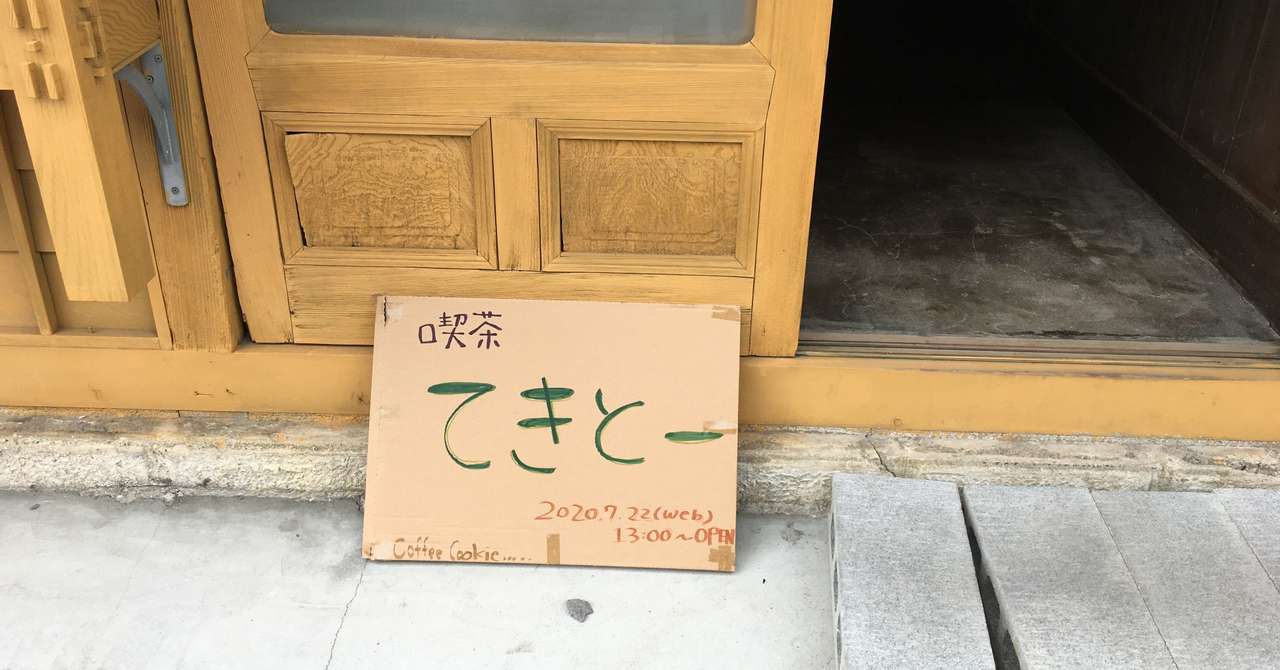 喫茶
てきとー
2020.7.22(web)
13:00~OPEN
Coffee Cookie.....